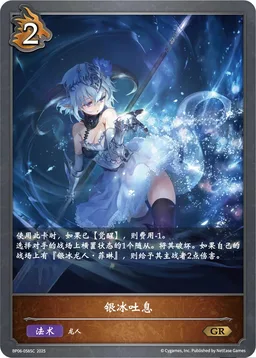 2
使用此卡时，如果已【觉醒】，则费用-1。
选择对手的战场上横置状态的1个随从。将其破坏。如果自己的
战场上有『银冰龙人·菲琳』，则给予其主战者2点伤害。
银冰吐息
法术 龙人 GR
BP06-050SC 2025 © Cygames, Inc. Published by NetEase Games